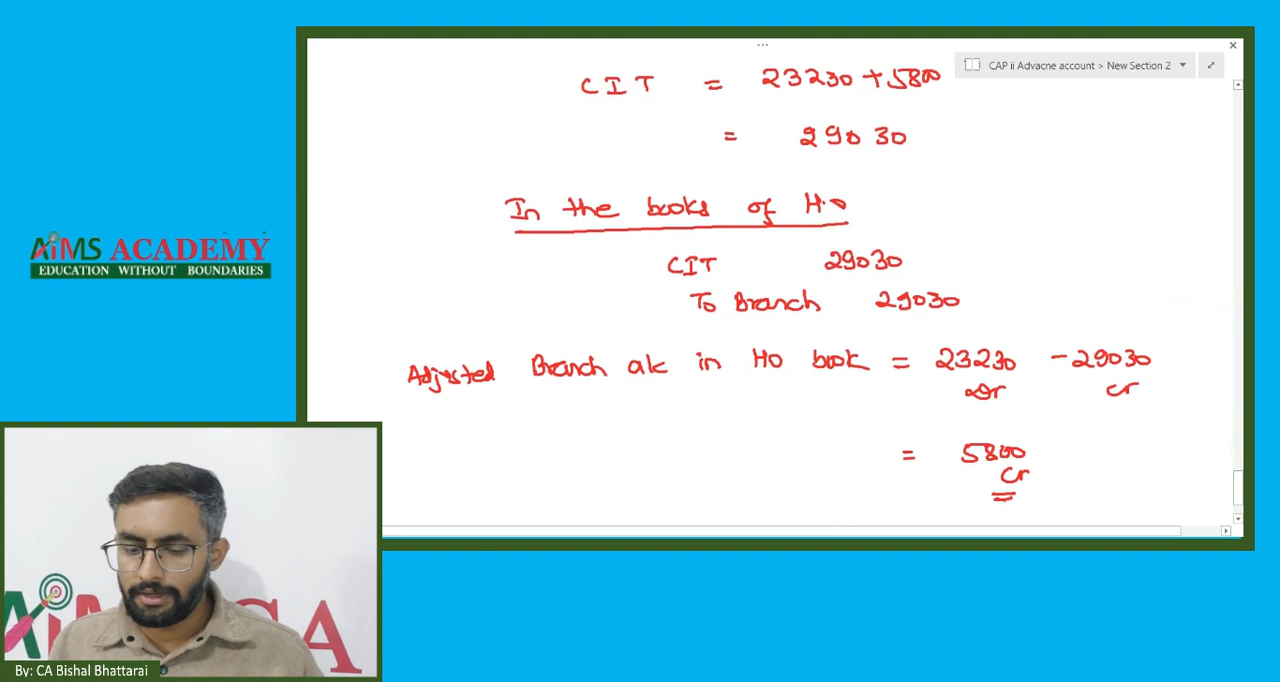 ...
CAP ii Advacne account > New Section 2
CIT = 23230 + 5800
= 29030
In the books of H.O
CIT 29030
To Branch 29030
Adjusted Branch a/c in HO book = 23230 - 29030
Dr Cr
= 5800
Cr
AiMS ACADEMY
EDUCATION WITHOUT BOUNDARIES
CA
By: CA Bishal Bhattarai